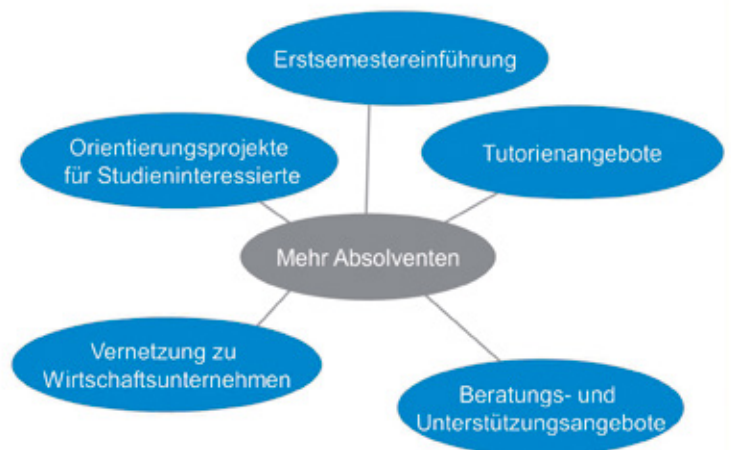 Erstsemestereinführung
Orientierungsprojekte
für Studieninteressierte
Tutorienangebote
Mehr Absolventen
Vernetzung zu
Wirtschaftsunternehmen
Beratungs- und
Unterstützungsangebote